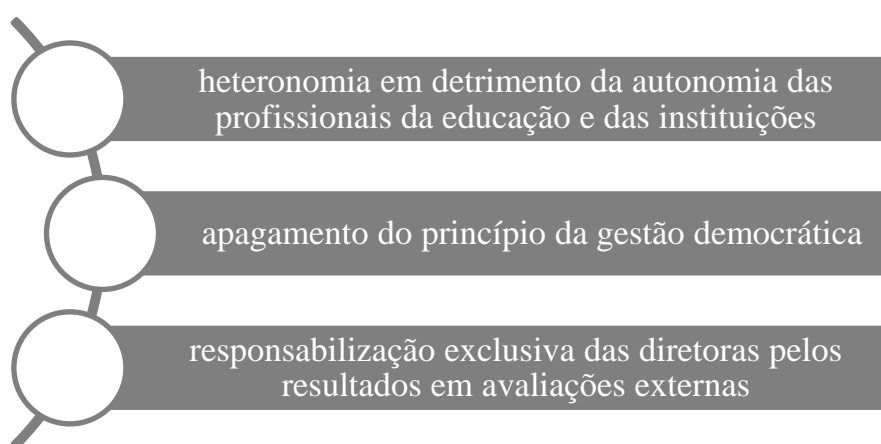 heteronomia em detrimento da autonomia das
profissionais da educação e das instituições
apagamento do princípio da gestão democrática
responsabilização exclusiva das diretoras pelos
resultados em avaliações externas